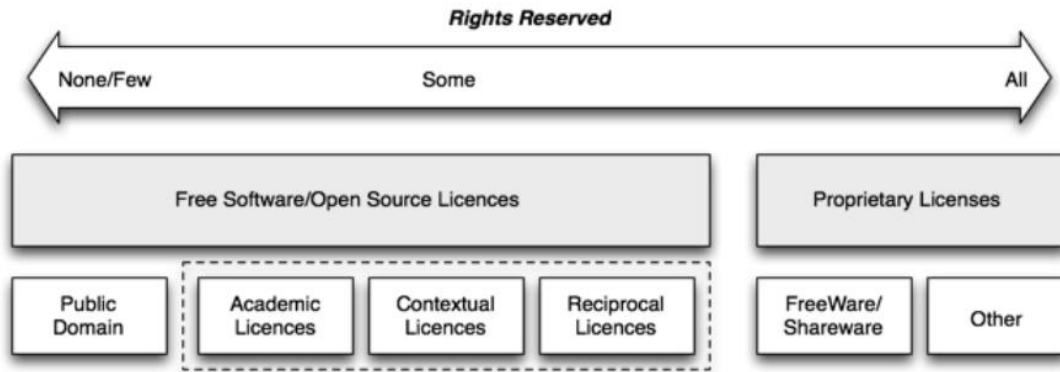 Rights Reserved
None/Few Some All
Free Software/Open Source Licences Proprietary Licenses
Public Academic Contextual Reciprocal FreeWare/ Other
Domain Licences Licences Licences Shareware